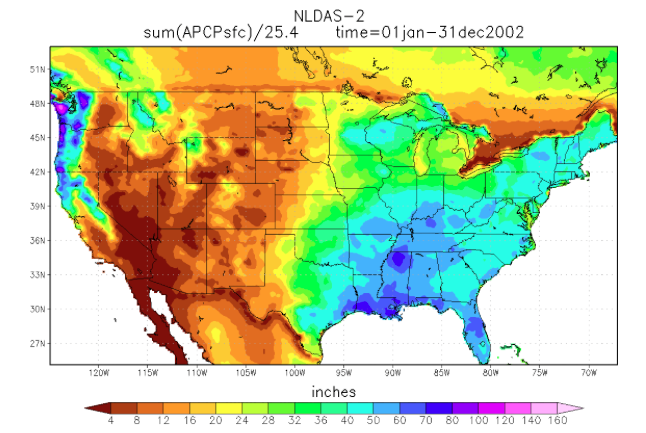 NLDAS-2
sum(APCPsfc)/25.4 time=01jan-31dec2002
51N
48N
45N
42N
39N
36N
33N
30N
27N
120W 115W 110W 105W 100W 95W 90W 85W 80W 75W 70W
inches
4 8 12 16 20 24 28 32 36 40 50 60 80 100 120 140 160